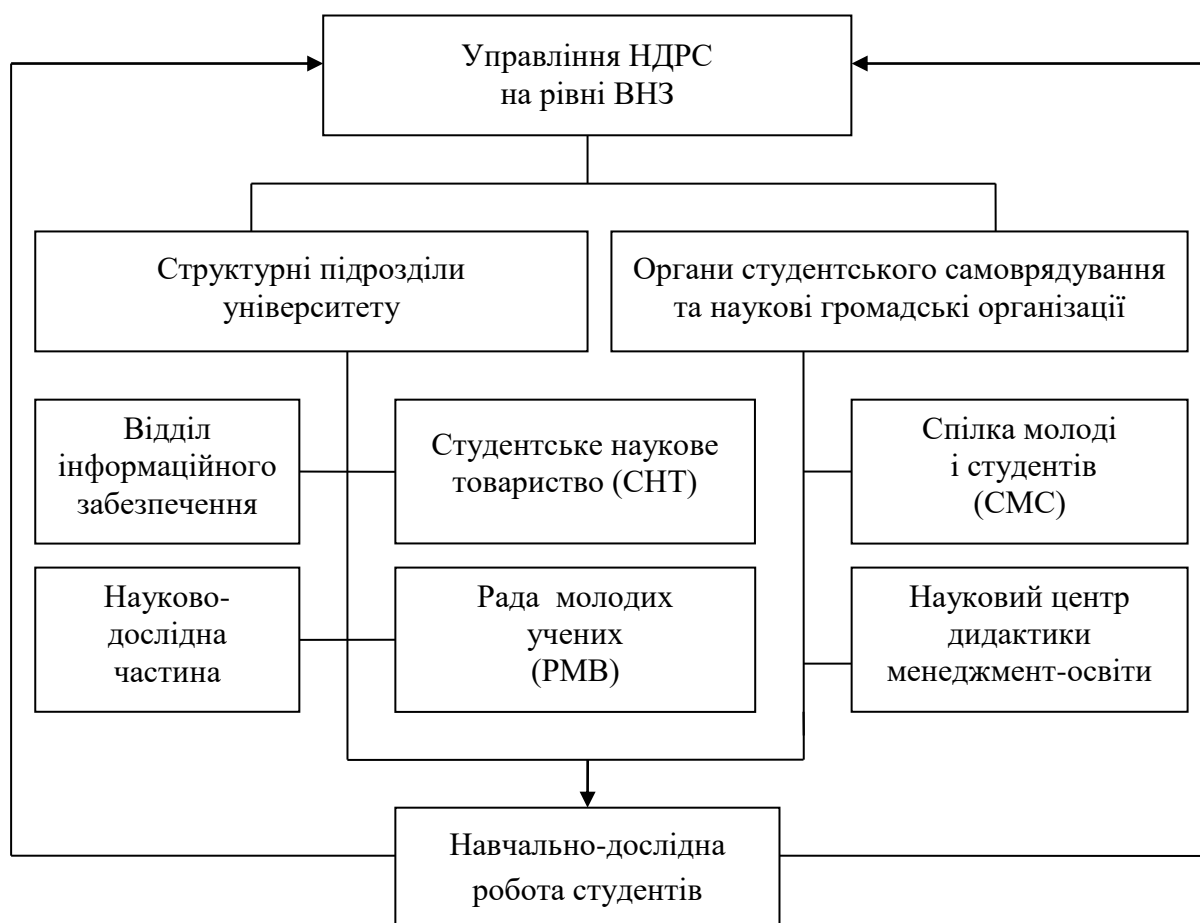 Управління НДРС
на рівні ВНЗ
Структурні підрозділи
університету
Органи студентського самоврядування
та наукові громадські організації
Відділ
інформаційного
забезпечення
Студентське наукове
товариство (СНТ)
Спілка молоді
і студентів
(СМС)
Науково-
дослідна
частина
Рада молодих
учених
(РМВ)
Науковий центр
дидактики
менеджмент-освіти
Навчально-дослідна
робота студентів